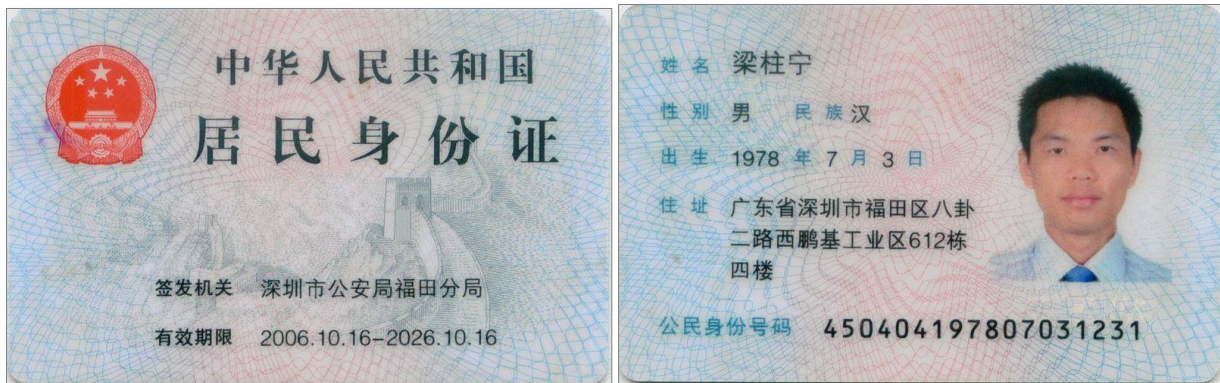 中华人民共和国
居民身份证
签发机关 深圳市公安局福田分局
有效期限 2006.10.16-2026.10.16
姓名 梁柱宁
性别 男 民族 汉
出生 1978 年 7 月 3 日
住址 广东省深圳市福田区八卦
二路西鹏基工业区612栋
四楼
公民身份号码 450404197807031231